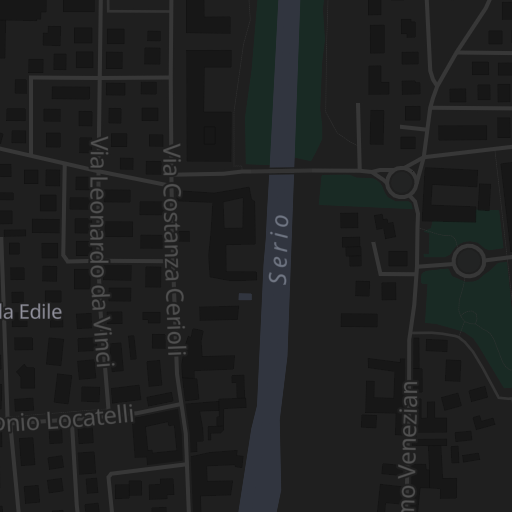 Via Leonardo da Vinci
Via Costanza Cerioli
Serio
la Edile
onio Locatelli
mo Venezian